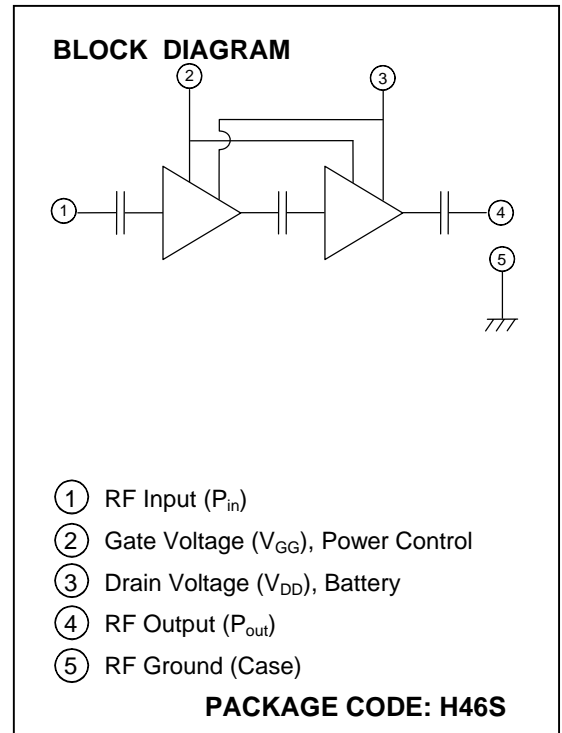 BLOCK DIAGRAM
② ③
① ④
⑤
① RF Input (Pin)
② Gate Voltage (VGG), Power Control
③ Drain Voltage (VDD), Battery
④ RF Output (Pout)
⑤ RF Ground (Case)
PACKAGE CODE: H46S